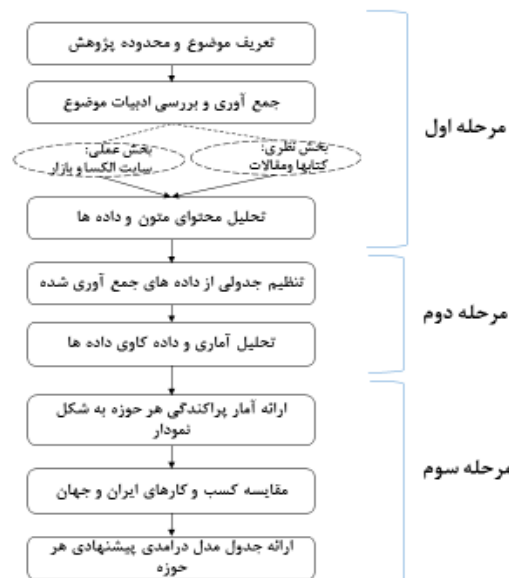 تعریف موضوع و محدوده پژوهش
جمع آوری و بررسی ادبیات موضوع
مرحله اول
بخش نظری:
کتابها ومقالات
بخش عملی:
سایت الکسا و بازار
تحلیل محتوای متون و داده ها
تنظیم جدولی از داده های جمع آوری شده
مرحله دوم
تحلیل آماری و داده کاوی داده ها
ارائه آمار پراکندگی هر حوزه به شکل
نمودار
مرحله سوم
مقایسه کسب و کارهای ایران و جهان
ارائه جدول مدل درامدی پیشنهادی هر
حوزه